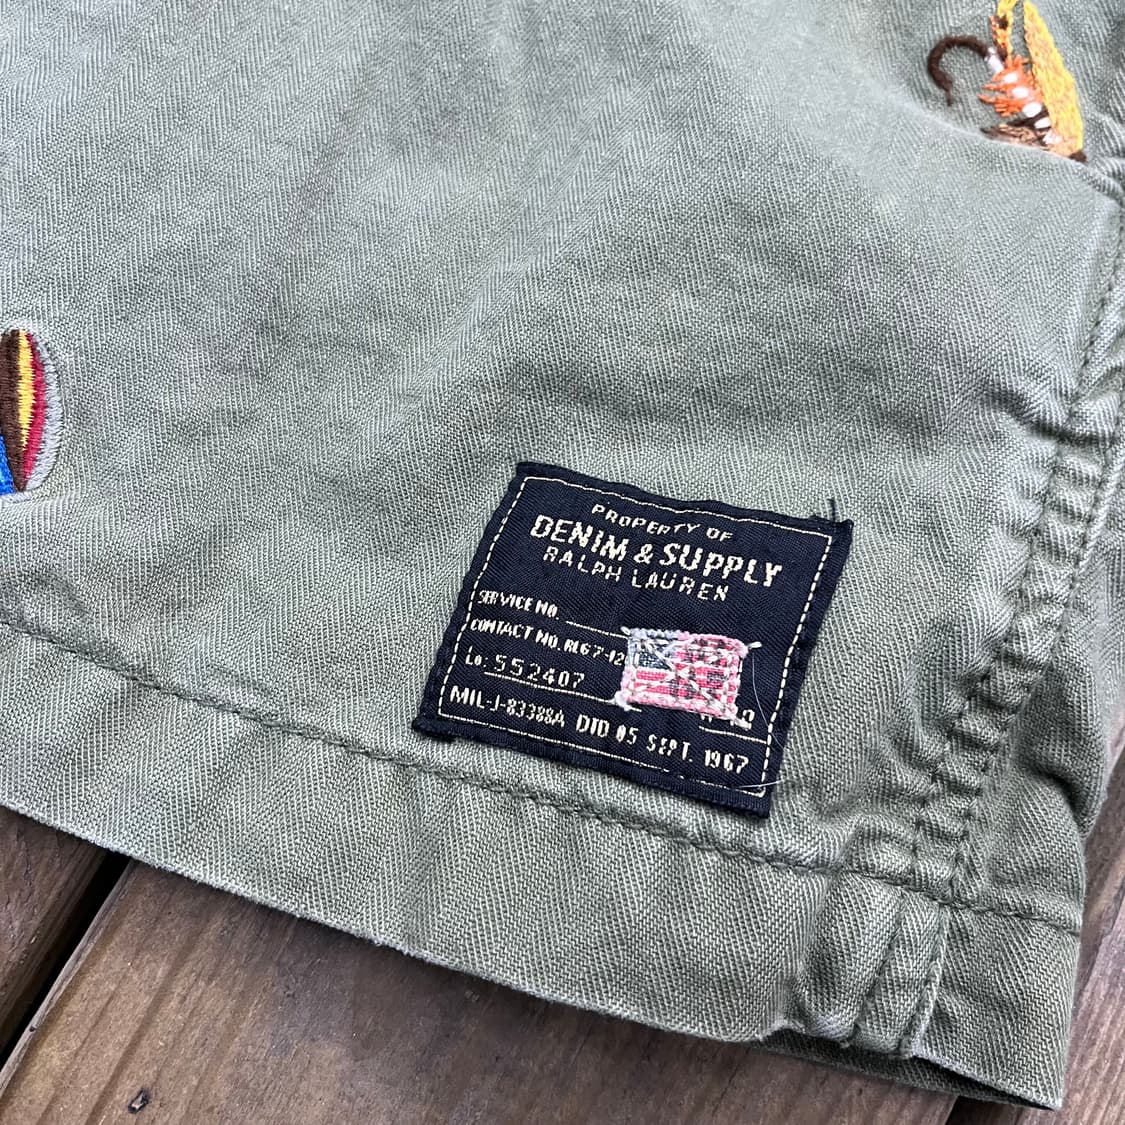 PROPERTY OF
DENIM & SUPPLY
RALPH LAUREN
SERVICE NO.
CONTACT NO. RL67-12
Lo: 552407
MIL-J-83388A DTD 05 SEPT. 1967